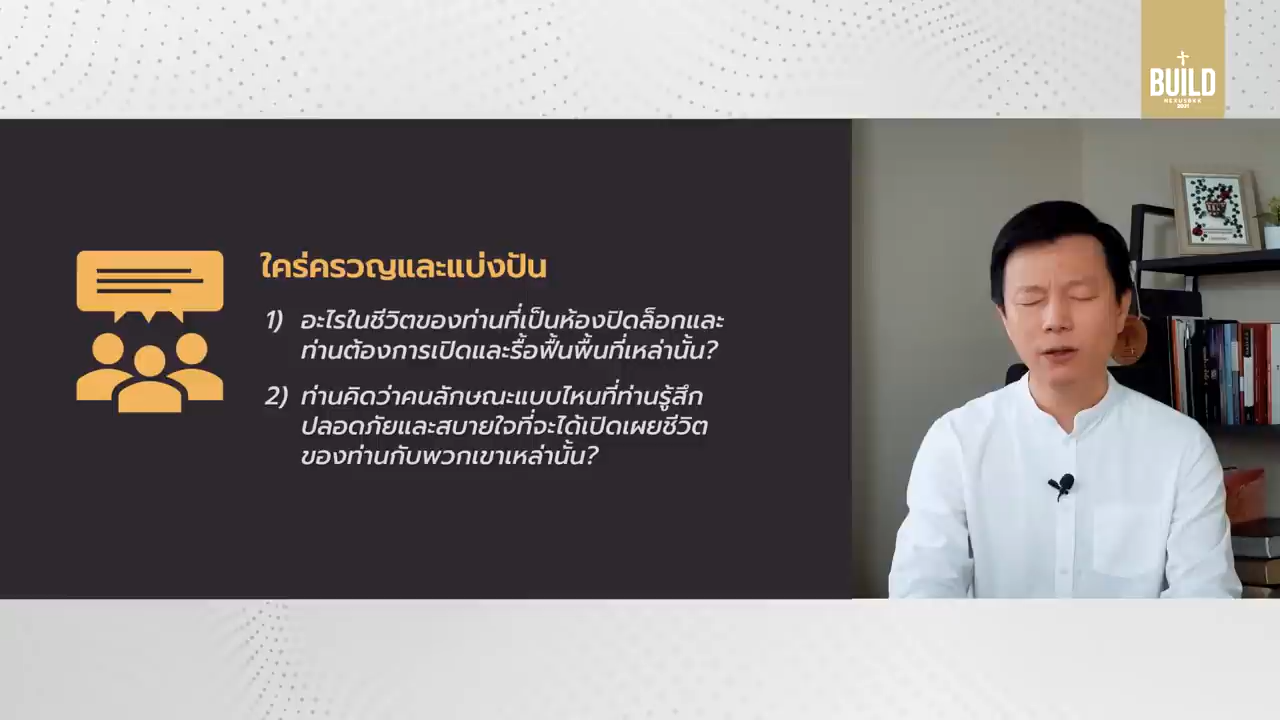 BUILD
NEXUSBKK
2021
ใคร่ครวญและแบ่งปัน
1) อะไรในชีวิตของท่านที่เป็นห้องปิดล็อกและ
ท่านต้องการเปิดและรื้อฟื้นพื้นที่เหล่านั้น?
2) ท่านคิดว่าคนลักษณะแบบไหนที่ท่านรู้สึก
ปลอดภัยและสบายใจที่จะได้เปิดเผยชีวิต
ของท่านกับพวกเขาเหล่านั้น?